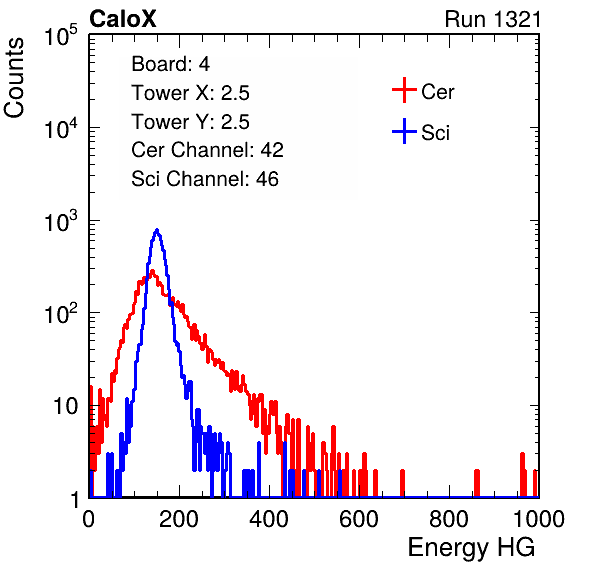 CaloX Run 1321
Counts
10^5
10^4
10^3
10^2
10
1
Board: 4
Tower X: 2.5
Tower Y: 2.5
Cer Channel: 42
Sci Channel: 46
Cer
Sci
0 200 400 600 800 1000
Energy HG